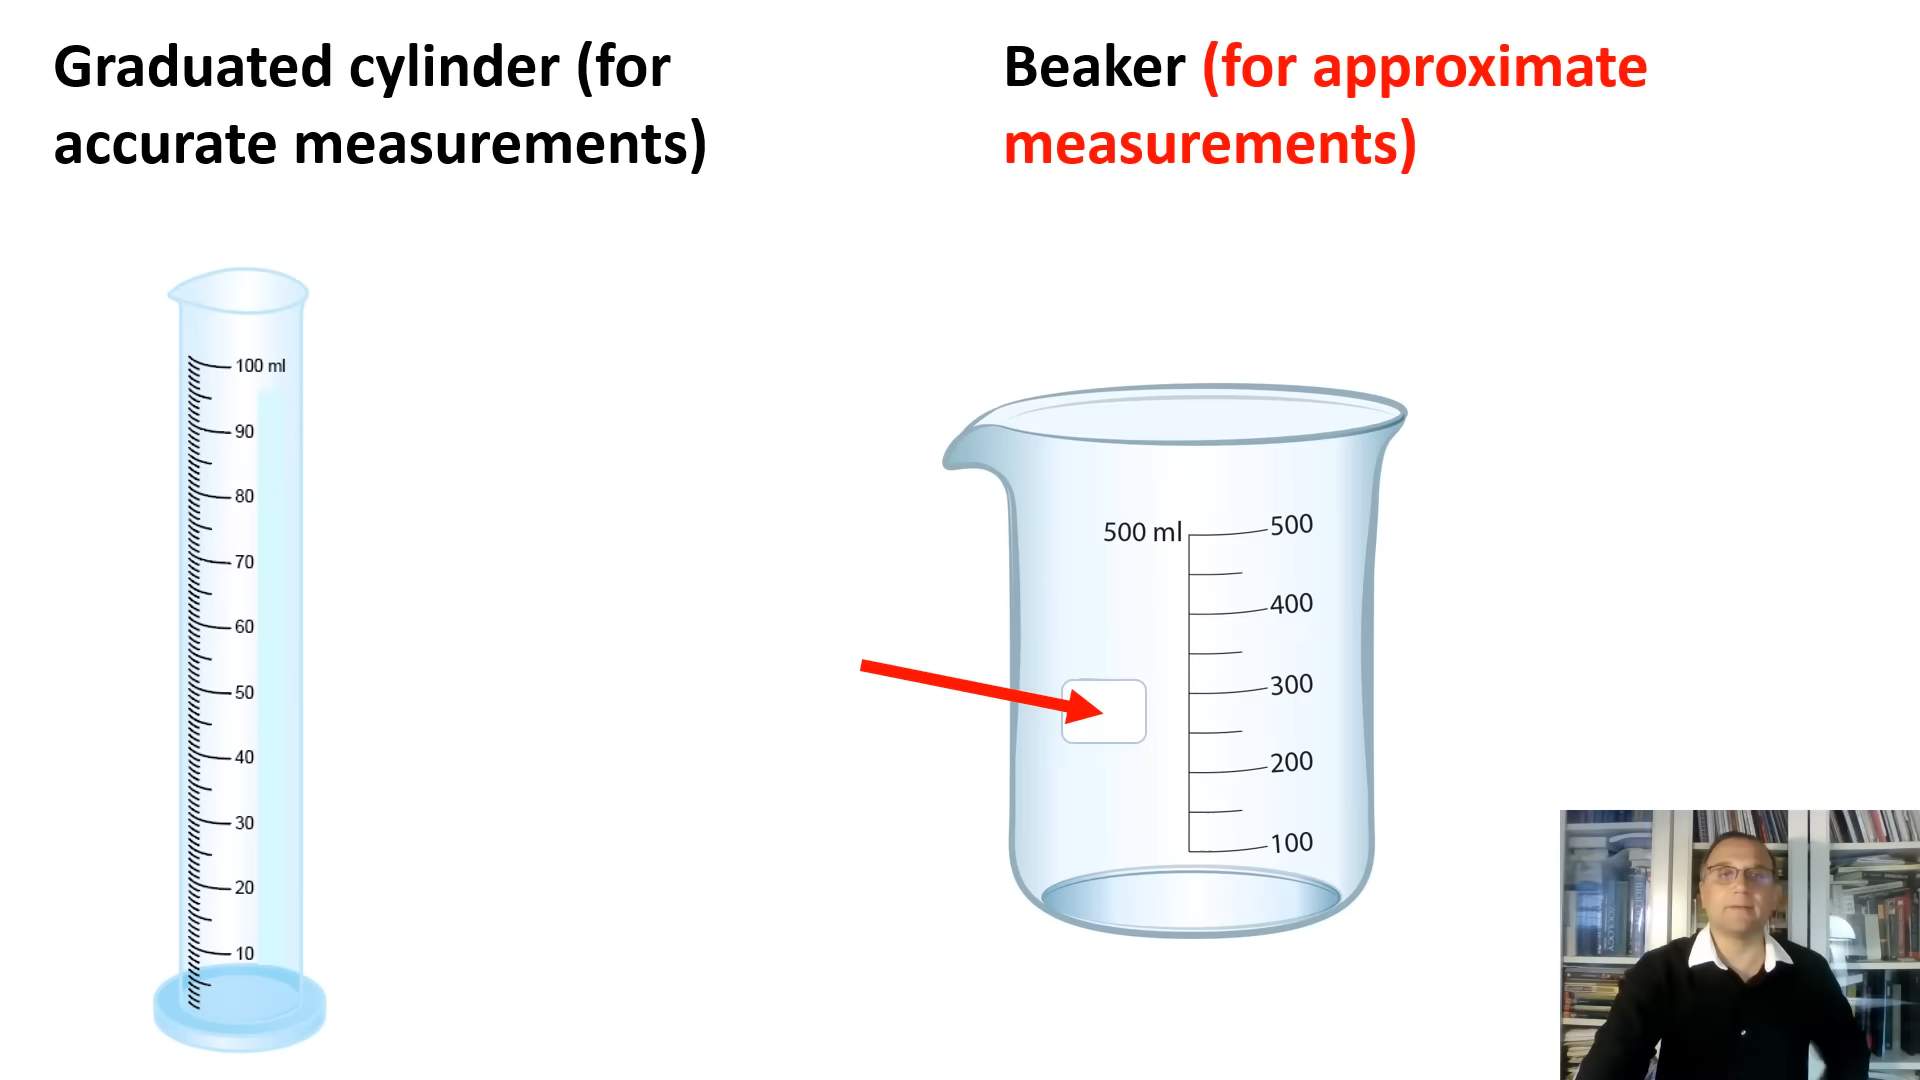 Graduated cylinder (for
accurate measurements)
Beaker (for approximate
measurements)
100 ml
90
80
70
60
50
40
30
20
10
500 ml
500
400
300
200
100